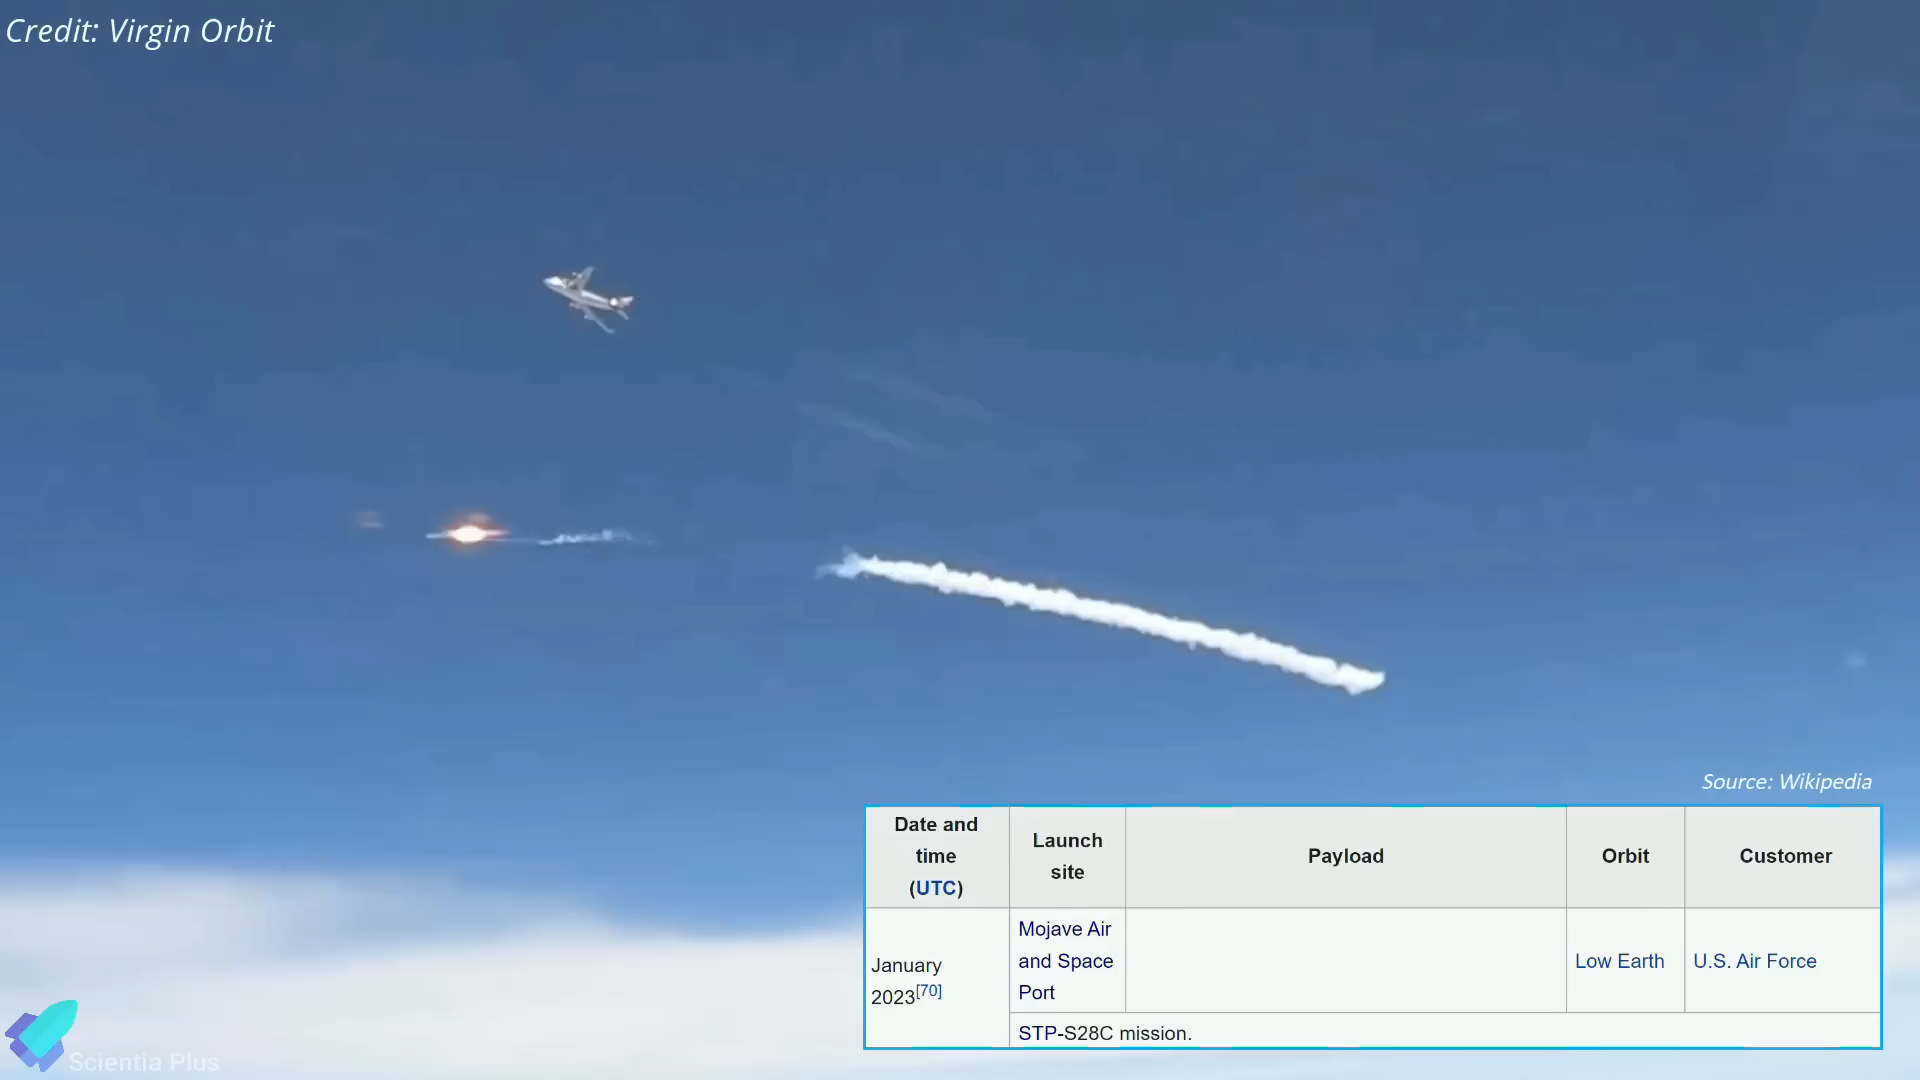 Credit: Virgin Orbit
Source: Wikipedia
Date and
time
(UTC)
Launch
site
Payload
Orbit
Customer
January
2023[70]
Mojave Air
and Space
Port
Low Earth
U.S. Air Force
STP-S28C mission.
Scientia Plus